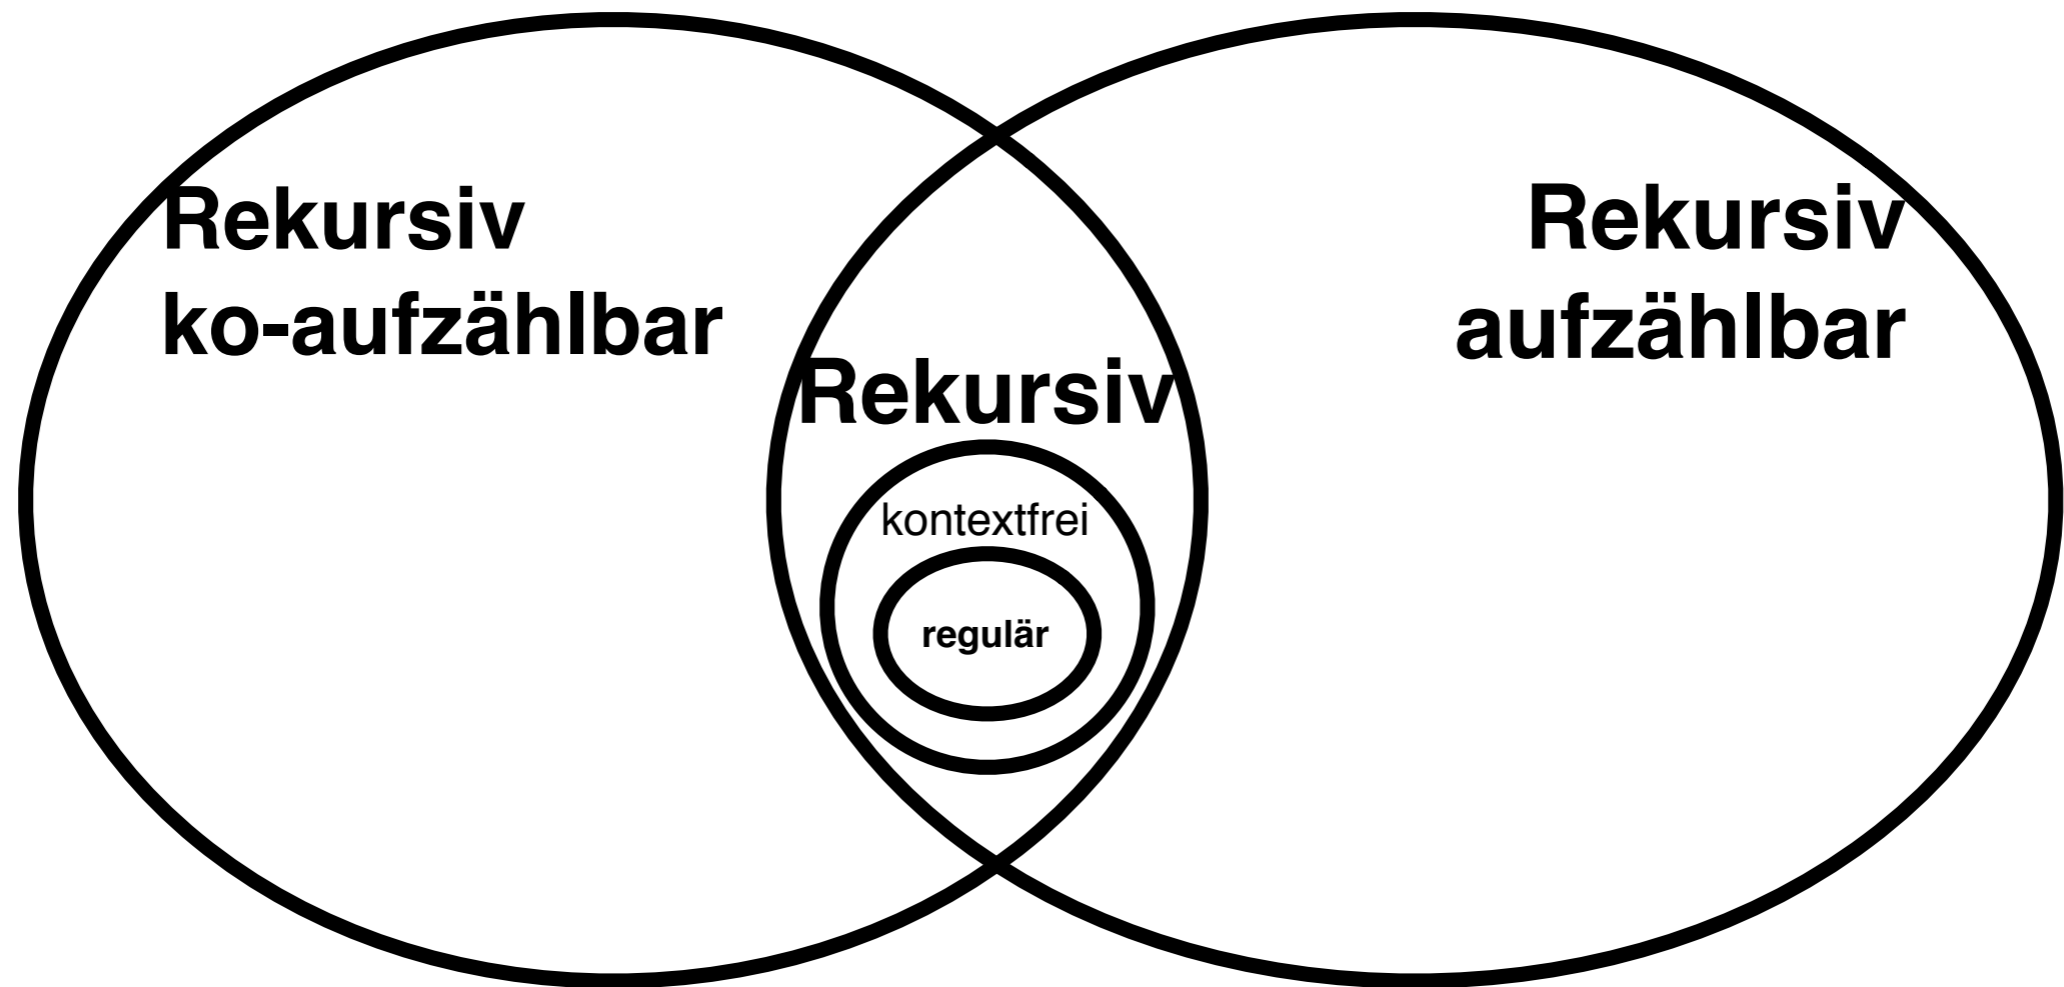 Rekursiv
ko-aufzählbar
Rekursiv
aufzählbar
Rekursiv
kontextfrei
regulär